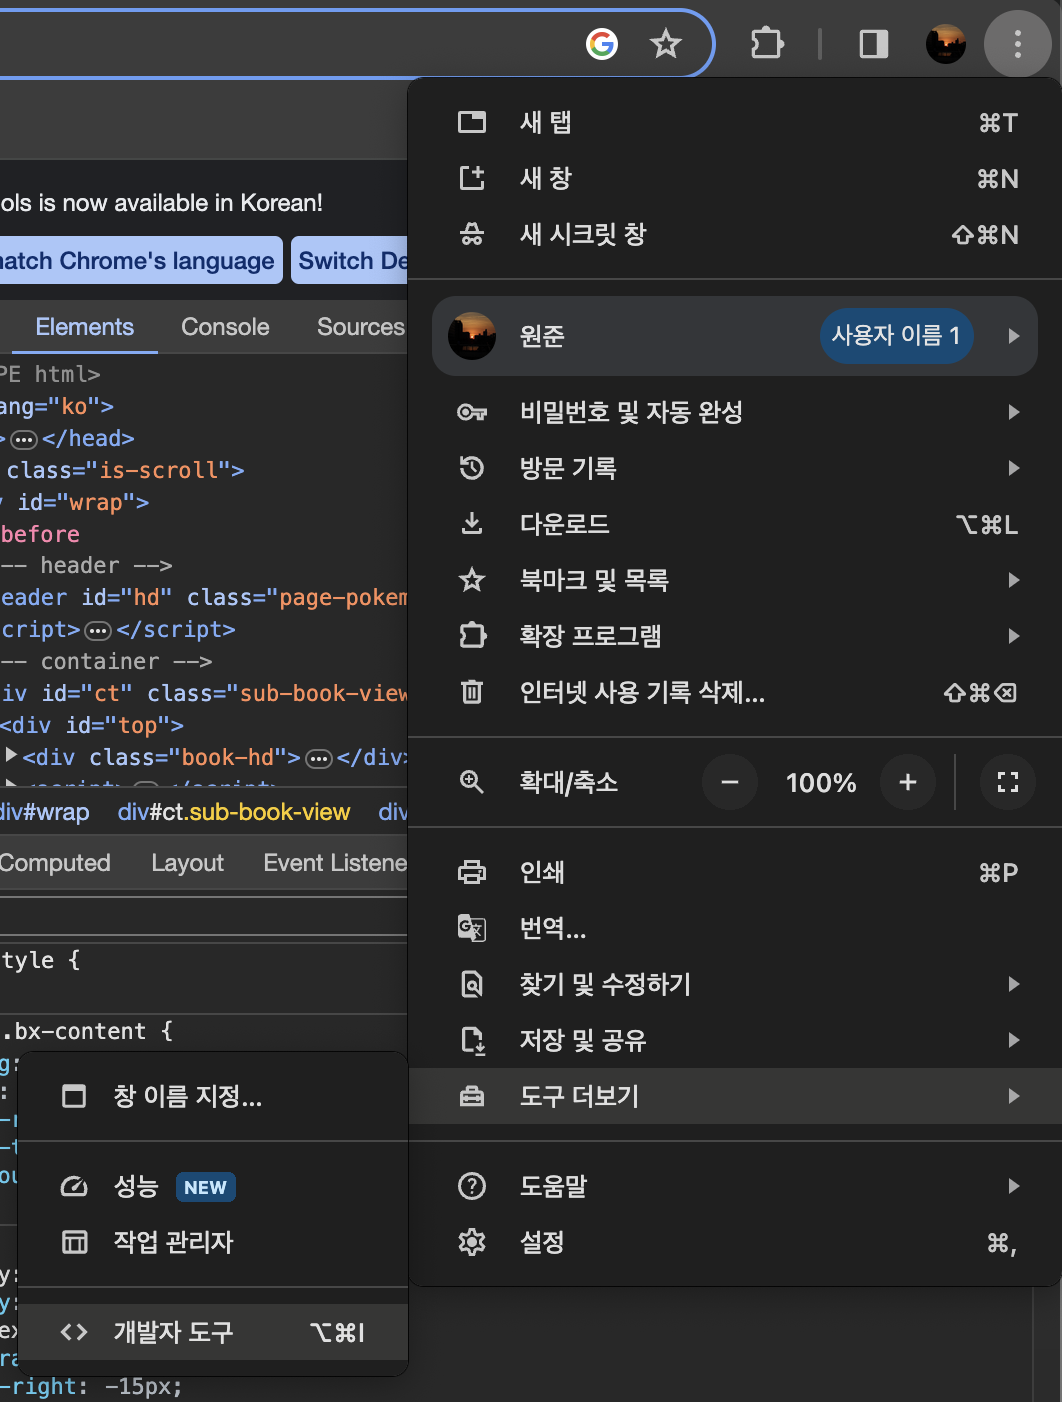 새 탭 ⌘T
새 창 ⌘N
새 시크릿 창 ⇧⌘N
원준 사용자 이름 1
비밀번호 및 자동 완성
방문 기록
다운로드 ⌥⌘L
북마크 및 목록
확장 프로그램
인터넷 사용 기록 삭제... ⇧⌘⌫
확대/축소 − 100% +
인쇄 ⌘P
번역...
찾기 및 수정하기
저장 및 공유
도구 더보기
도움말
설정 ⌘,
창 이름 지정...
성능 NEW
작업 관리자
개발자 도구 ⌥⌘I
ols is now available in Korean!
atch Chrome's language Switch De
Elements Console Sources
PE html>
ang="ko">
>…</head>
class="is-scroll">
id="wrap">
before
-- header -->
eader id="hd" class="page-pokem
cript>…</script>
-- container -->
iv id="ct" class="sub-book-view
<div id="top">
▶<div class="book-hd">…</div>
div#wrap div#ct.sub-book-view div
Computed Layout Event Listene
tyle {
.bx-content {
g:
:
-t
ou
y:
y:
ex
ra
-right: -15px;